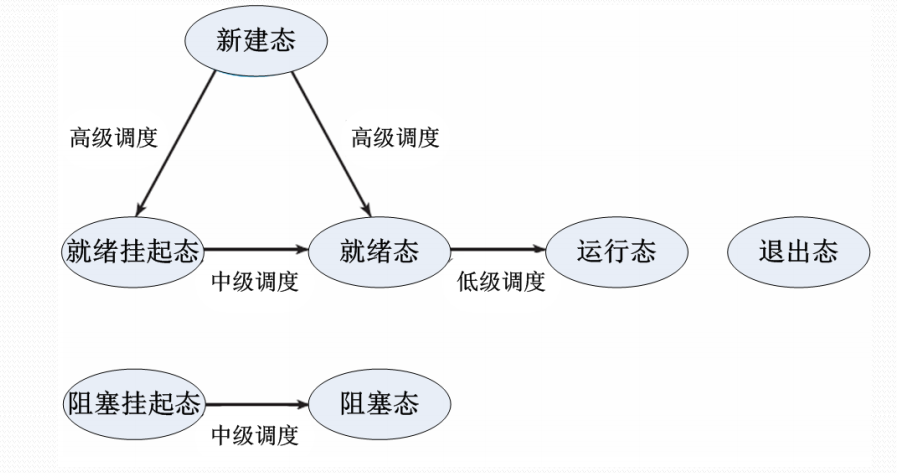 新建态
高级调度
高级调度
就绪挂起态
就绪态
运行态
退出态
中级调度
低级调度
阻塞挂起态
阻塞态
中级调度